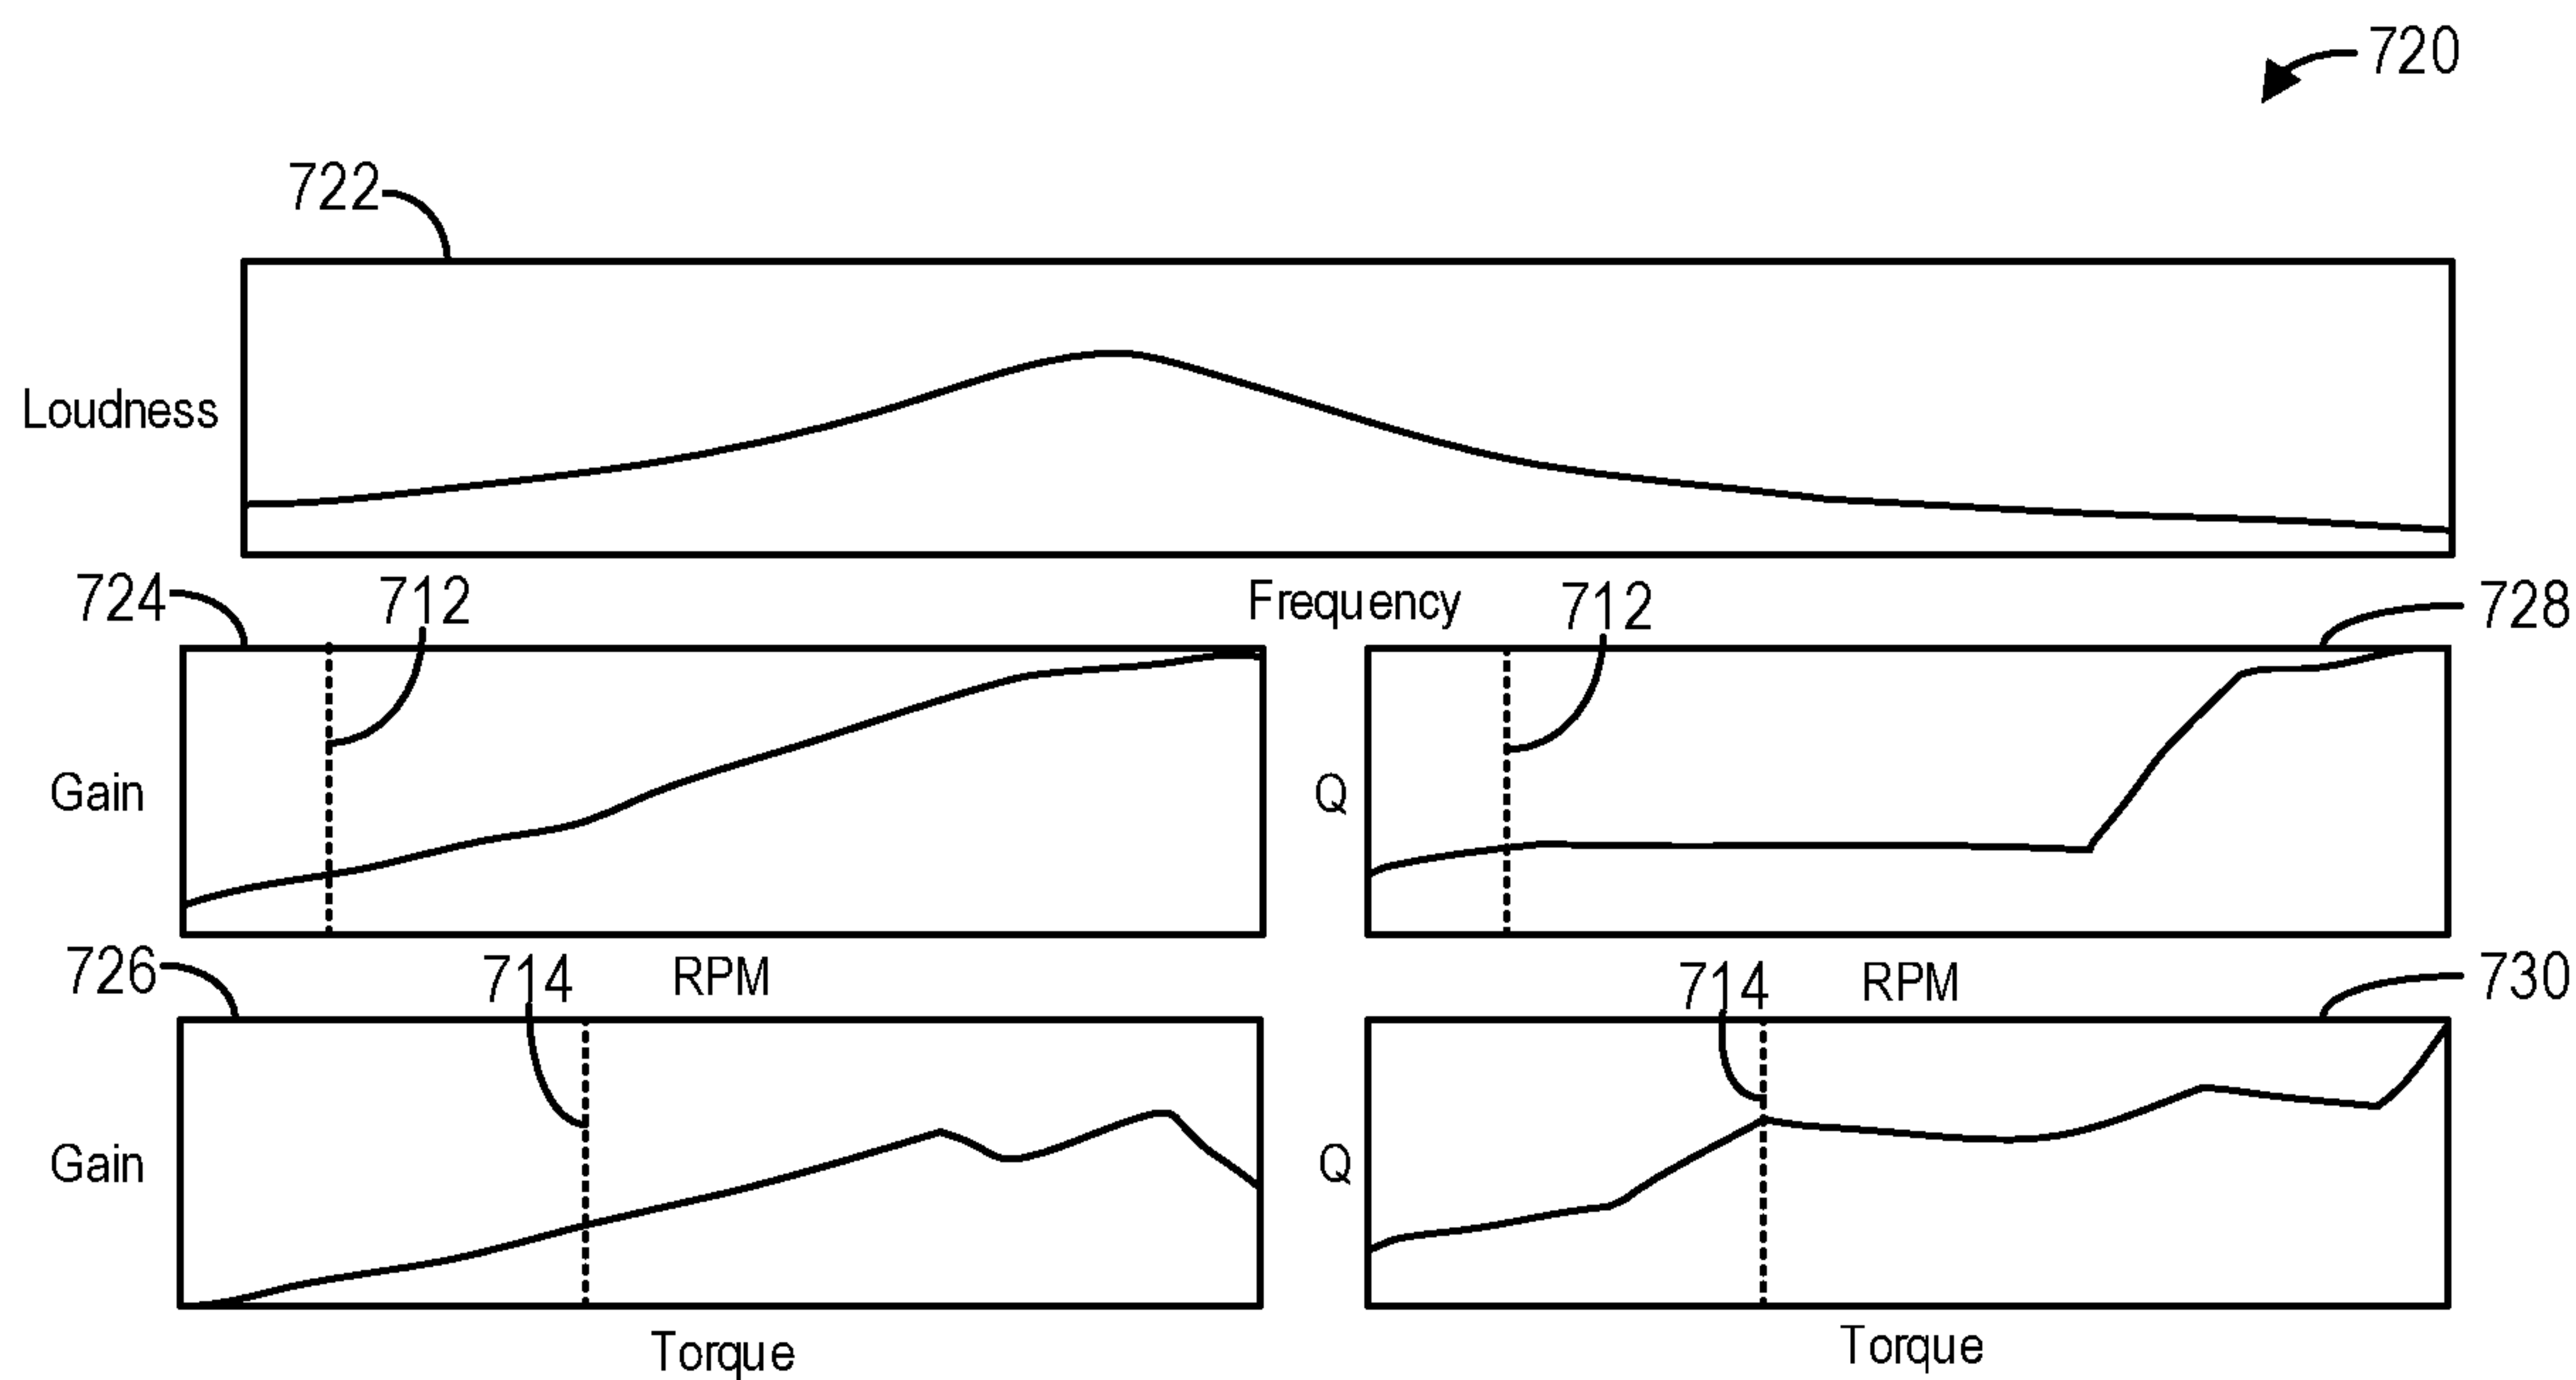 720
722
Loudness
Frequency
724
712
712
728
Gain
Q
RPM
RPM
726
714
714
730
Gain
Q
Torque
Torque